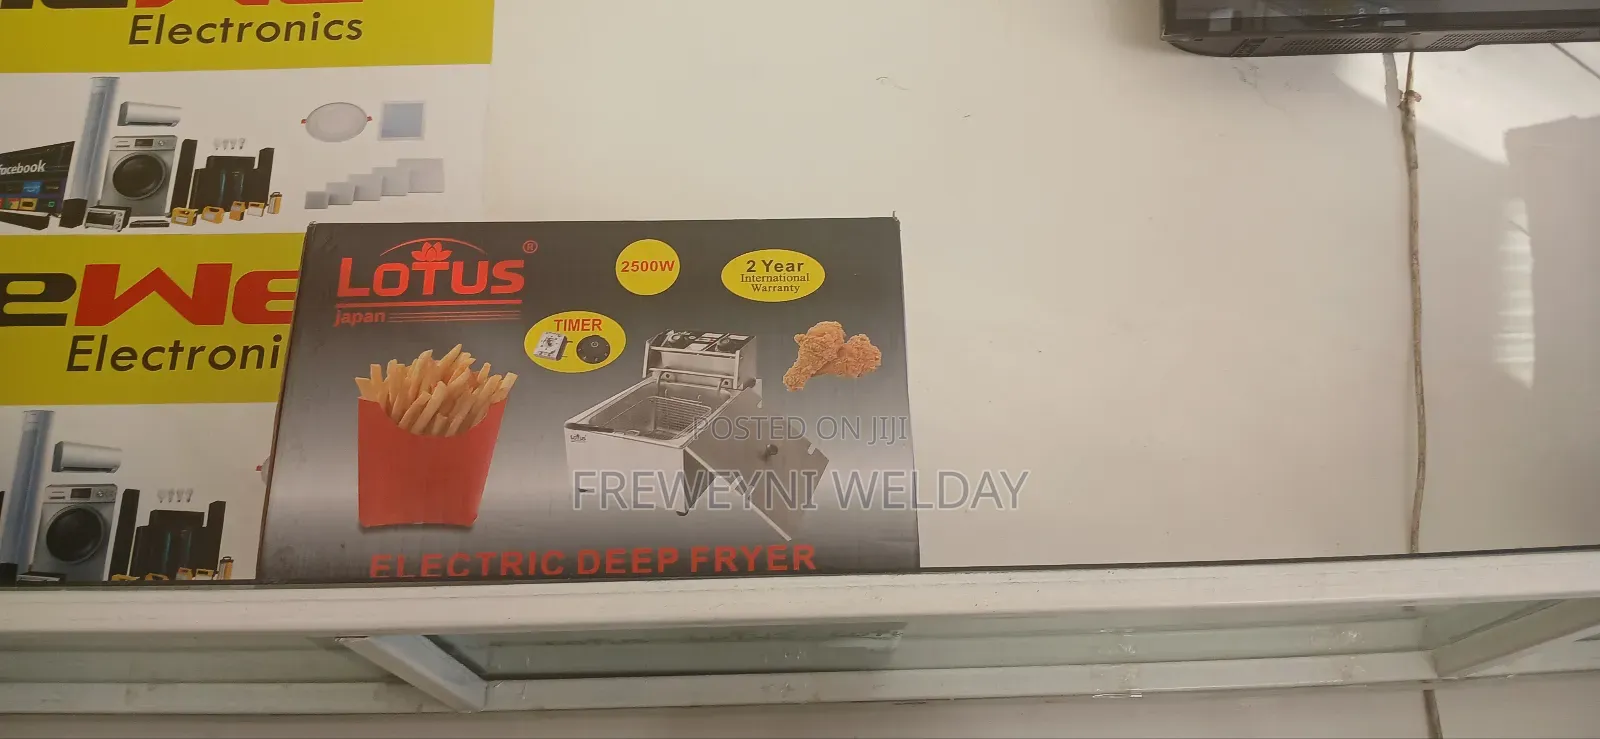 Electronics
facebook
Electroni
LOTUS®
japan
2500W
2 Year
International
Warranty
TIMER
LOTUS
POSTED ON JIJI
FREWEYNI WELDAY
ELECTRIC DEEP FRYER